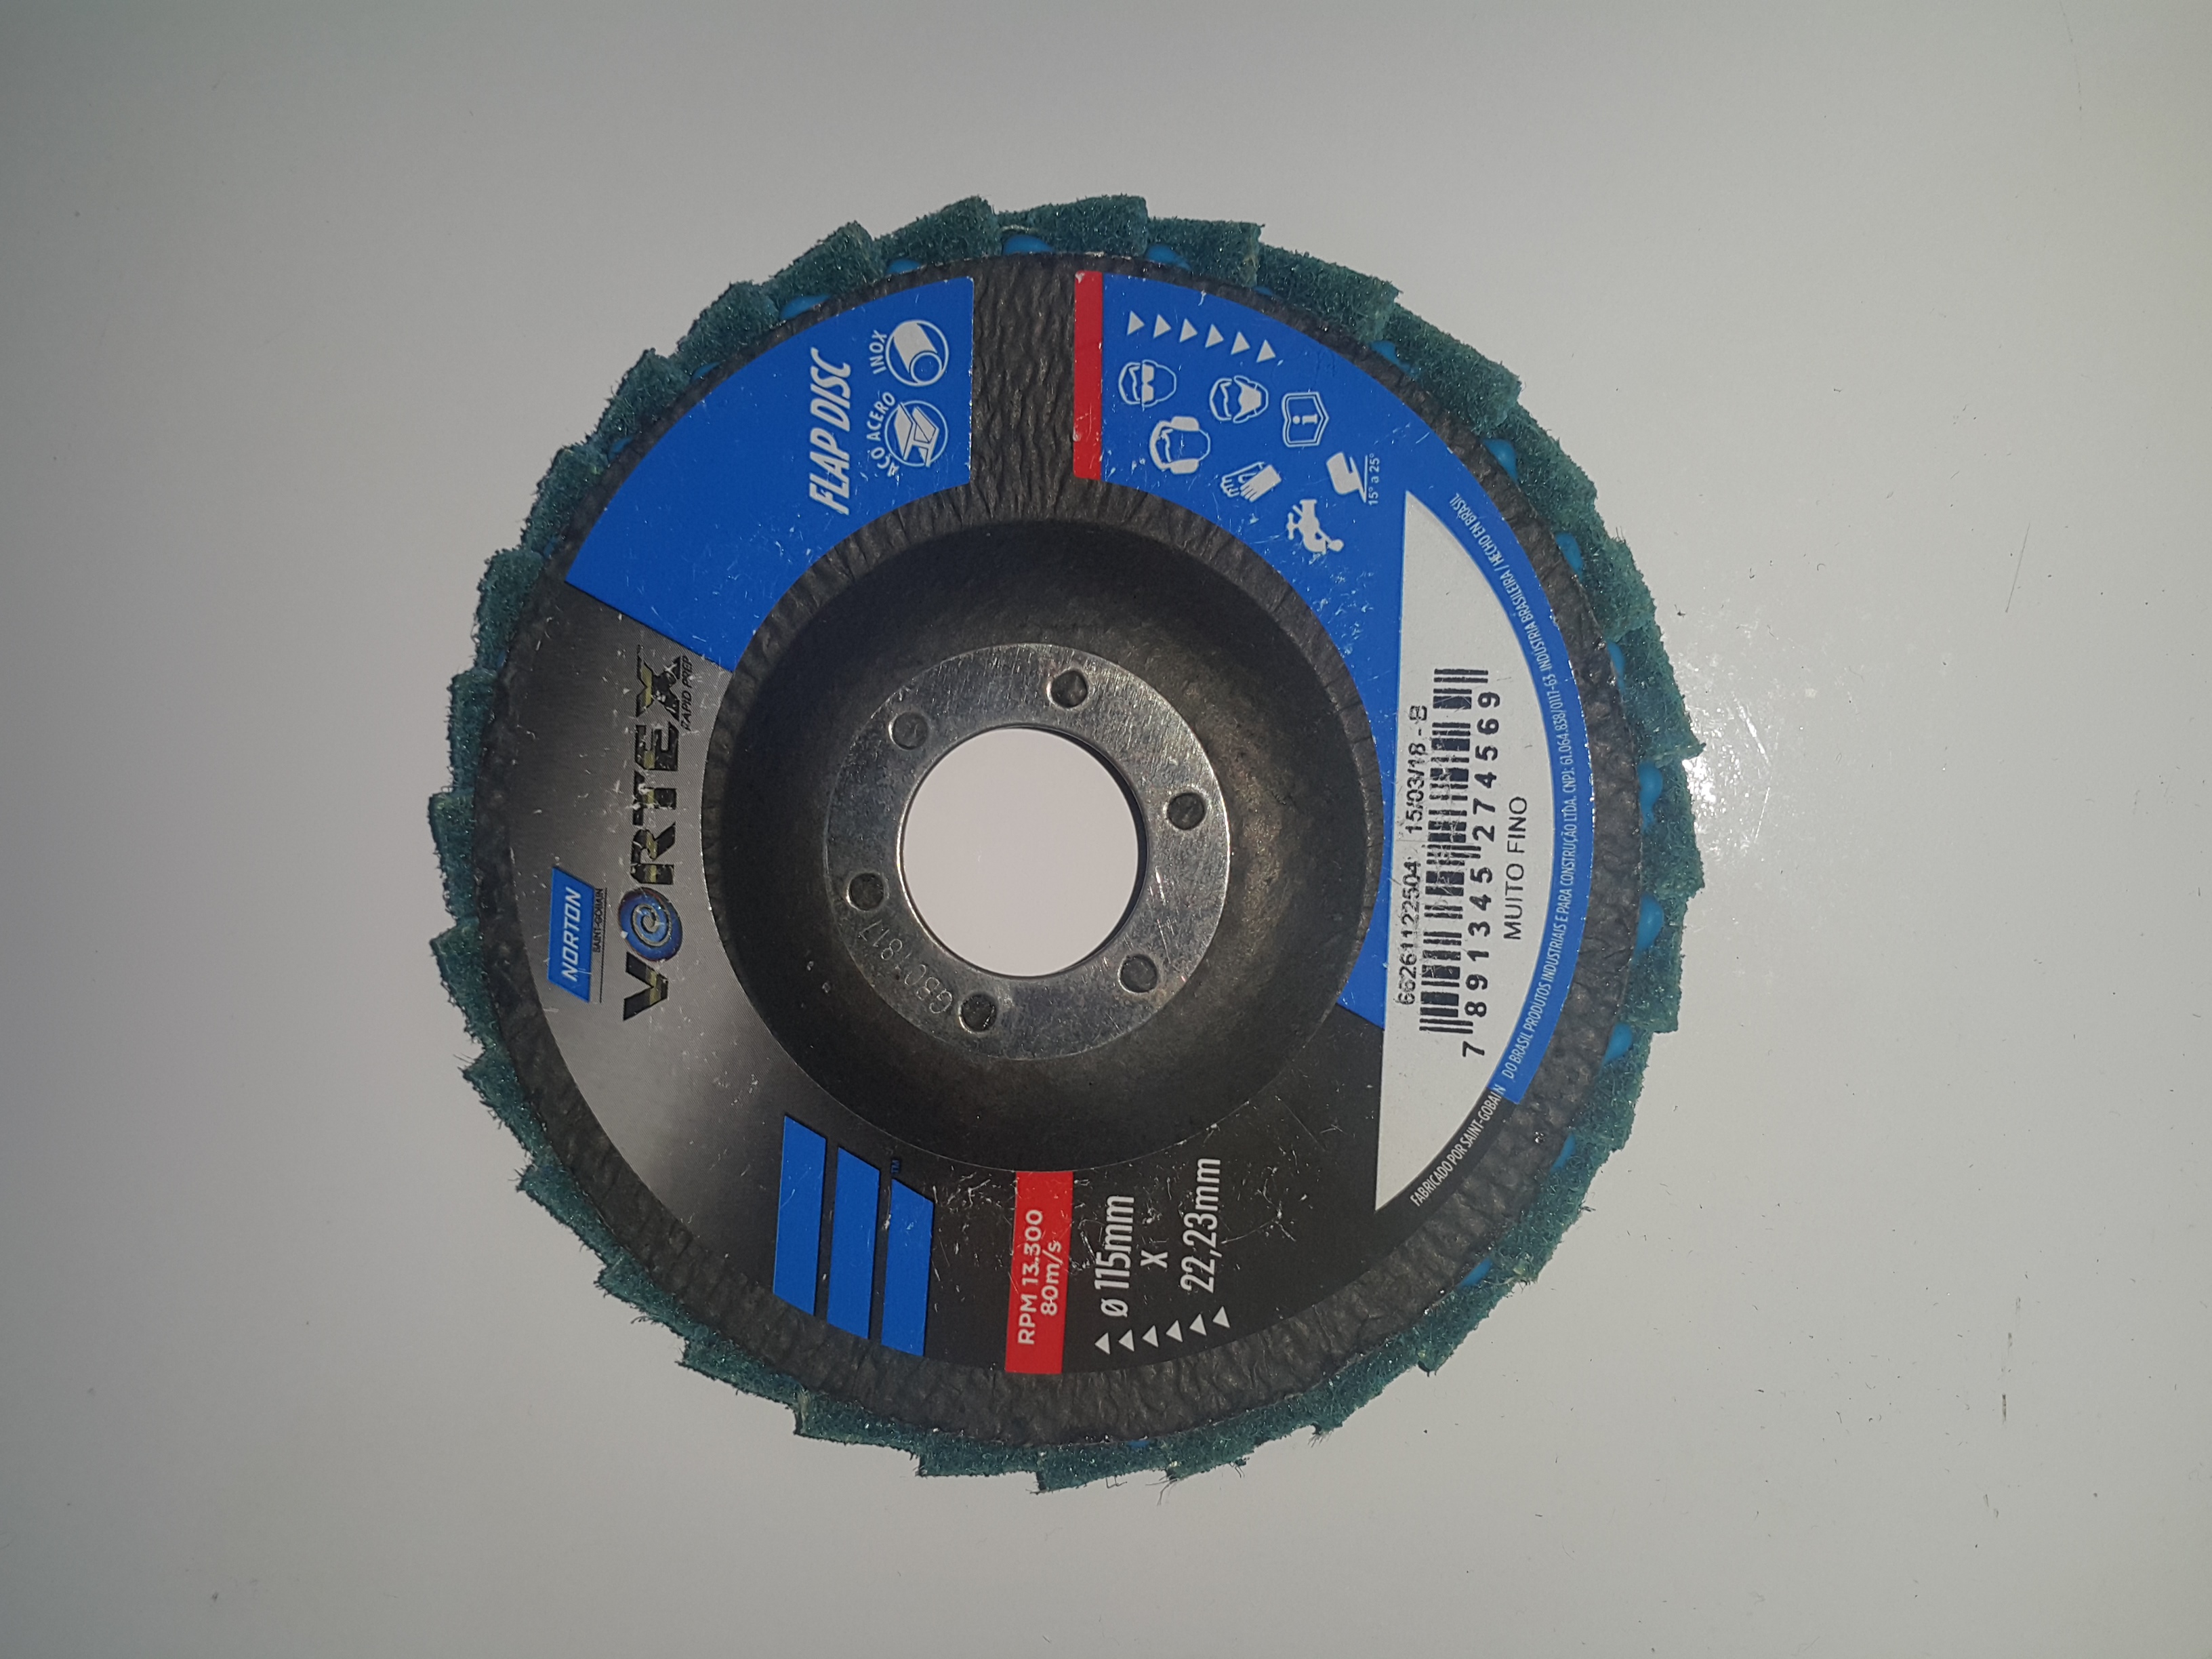 NORTON
SAINT-GOBAIN
VORTEX
RAPID PREP
FLAP DISC
AÇO ACERO
INOX
TM
GB01817
RPM 13.300
80m/s
ø 115mm
X
22,23mm
15° a 25°
66261122504 15/03/18 - B
7 891345 274569
MUITO FINO
FABRICADO POR SAINT-GOBAIN DO BRASIL PRODUTOS INDUSTRIAIS E PARA CONSTRUÇÃO LTDA. CNPJ: 61.064.838/0117-63 INDÚSTRIA BRASILEIRA / HECHO EN BRASIL